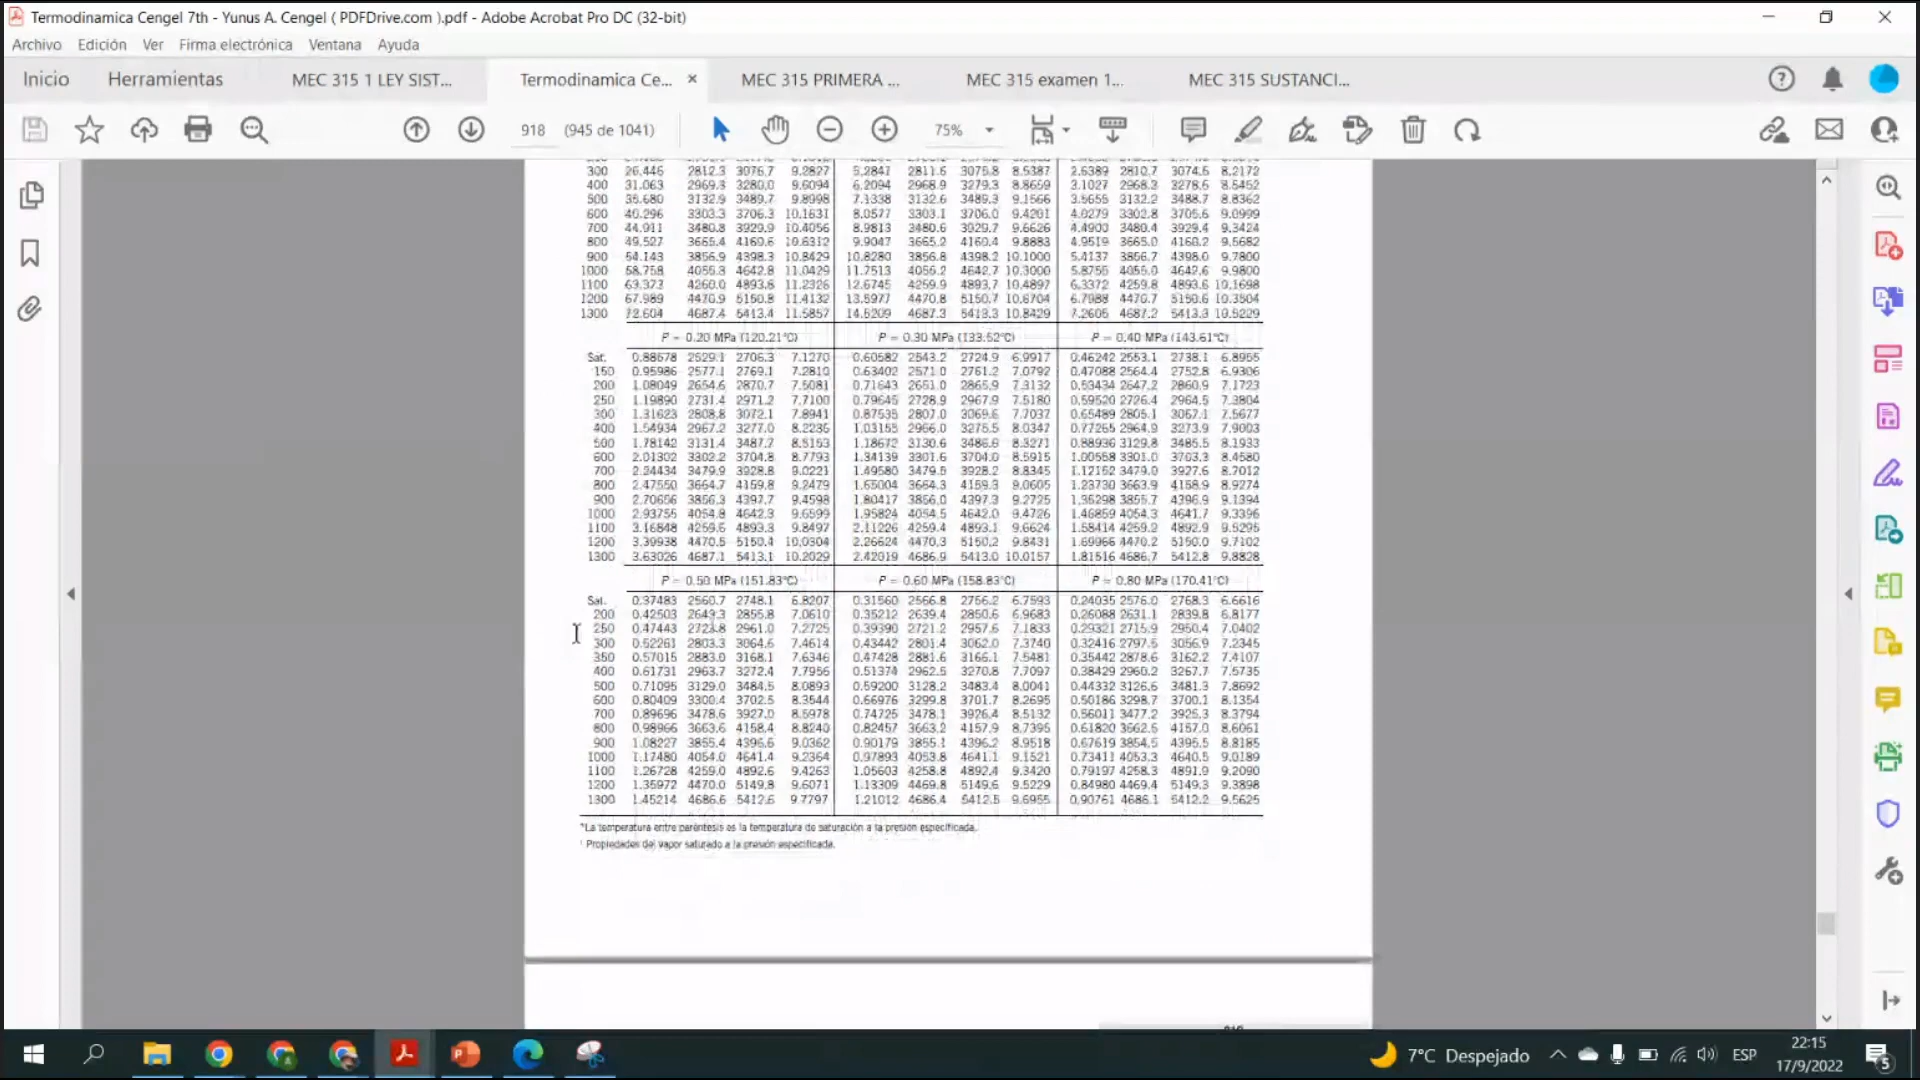 Termodinamica Cengel 7th - Yunus A. Cengel ( PDFDrive.com ).pdf - Adobe Acrobat Pro DC (32-bit)
Archivo Edición Ver Firma electrónica Ventana Ayuda
Inicio Herramientas MEC 315 1 LEY SIST... Termodinamica Ce... × MEC 315 PRIMERA ... MEC 315 examen 1... MEC 315 SUSTANCI...
918 (945 de 1041) 75%
300 26.446 2812.3 3076.7 9.2827 5.2841 2811.6 3075.8 8.5387 2.6389 2810.7 3074.5 8.2172
400 31.063 2969.3 3280.0 9.6094 6.2094 2968.9 3279.3 8.8659 3.1027 2968.3 3278.6 8.5452
500 35.680 3132.9 3489.7 9.8998 7.1338 3132.6 3489.3 9.1566 3.5655 3132.2 3488.7 8.8362
600 40.296 3303.3 3706.3 10.1631 8.0577 3303.1 3706.0 9.4201 4.0279 3302.8 3705.6 9.0999
700 44.911 3480.8 3929.9 10.4056 8.9813 3480.6 3929.7 9.6626 4.4900 3480.4 3929.4 9.3424
800 49.527 3665.4 4160.6 10.6312 9.9047 3665.2 4160.4 9.8883 4.9519 3665.0 4160.2 9.5682
900 54.143 3856.9 4398.3 10.8429 10.8280 3856.8 4398.2 10.1000 5.4137 3856.7 4398.0 9.7800
1000 58.758 4055.3 4642.8 11.0429 11.7513 4055.2 4642.7 10.3000 5.8755 4055.0 4642.6 9.9800
1100 63.373 4260.0 4893.8 11.2326 12.6745 4259.9 4893.7 10.4897 6.3372 4259.8 4893.6 10.1698
1200 67.989 4470.9 5150.8 11.4132 13.5977 4470.8 5150.7 10.6704 6.7988 4470.7 5150.6 10.3504
1300 72.604 4687.4 5413.4 11.5857 14.5209 4687.3 5413.3 10.8429 7.2605 4687.2 5413.3 10.5229
P = 0.20 MPa (120.21°C) P = 0.30 MPa (133.52°C) P = 0.40 MPa (143.61°C)
Sat. 0.88578 2529.1 2706.3 7.1270 0.60582 2543.2 2724.9 6.9917 0.46242 2553.1 2738.1 6.8955
150 0.95986 2577.1 2769.1 7.2810 0.63402 2571.0 2761.2 7.0792 0.47088 2564.4 2752.8 6.9306
200 1.08049 2654.6 2870.7 7.5081 0.71643 2651.0 2865.9 7.3132 0.53434 2647.2 2860.9 7.1723
250 1.19890 2731.4 2971.2 7.7100 0.79645 2728.9 2967.9 7.5180 0.59520 2726.4 2964.5 7.3804
300 1.31623 2808.8 3072.1 7.8941 0.87535 2807.0 3069.6 7.7037 0.65489 2805.1 3067.1 7.5677
400 1.54934 2967.2 3277.0 8.2236 1.03155 2966.0 3275.5 8.0347 0.77265 2964.9 3273.9 7.9003
500 1.78142 3131.4 3487.7 8.5153 1.18672 3130.6 3486.6 8.3271 0.88936 3129.8 3485.5 8.1933
600 2.01302 3302.2 3704.8 8.7793 1.34139 3301.6 3704.0 8.5915 1.00558 3301.0 3703.3 8.4580
700 2.24434 3479.9 3928.8 9.0221 1.49580 3479.5 3928.2 8.8345 1.12152 3479.0 3927.6 8.7012
800 2.47550 3664.7 4159.8 9.2479 1.65004 3664.3 4159.3 9.0605 1.23730 3663.9 4158.9 8.9274
900 2.70656 3856.3 4397.7 9.4598 1.80417 3856.0 4397.3 9.2725 1.35298 3855.7 4396.9 9.1394
1000 2.93755 4054.8 4642.3 9.6599 1.95824 4054.5 4642.0 9.4726 1.46859 4054.3 4641.7 9.3396
1100 3.16848 4259.6 4893.3 9.8497 2.11226 4259.4 4893.1 9.6624 1.58414 4259.2 4892.9 9.5295
1200 3.39938 4470.5 5150.4 10.0304 2.26624 4470.3 5150.2 9.8431 1.69966 4470.2 5150.0 9.7102
1300 3.63026 4687.1 5413.1 10.2029 2.42019 4686.9 5413.0 10.0157 1.81516 4686.7 5412.8 9.8828
P = 0.50 MPa (151.83°C) P = 0.60 MPa (158.83°C) P = 0.80 MPa (170.41°C)
Sat. 0.37483 2560.7 2748.1 6.8207 0.31560 2566.8 2756.2 6.7593 0.24035 2576.0 2768.3 6.6616
200 0.42503 2643.3 2855.8 7.0610 0.35212 2639.4 2850.6 6.9683 0.26088 2631.1 2839.8 6.8177
250 0.47443 2723.8 2961.0 7.2725 0.39390 2721.2 2957.6 7.1833 0.29321 2715.9 2950.4 7.0402
300 0.52261 2803.3 3064.6 7.4614 0.43442 2801.4 3062.0 7.3740 0.32416 2797.5 3056.9 7.2345
350 0.57015 2883.0 3168.1 7.6346 0.47428 2881.6 3166.1 7.5481 0.35442 2878.6 3162.2 7.4107
400 0.61731 2963.7 3272.4 7.7956 0.51374 2962.5 3270.8 7.7097 0.38429 2960.2 3267.7 7.5735
500 0.71095 3129.0 3484.5 8.0893 0.59200 3128.2 3483.4 8.0041 0.44332 3126.6 3481.3 7.8692
600 0.80409 3300.4 3702.5 8.3544 0.66976 3299.8 3701.7 8.2695 0.50186 3298.7 3700.1 8.1354
700 0.89696 3478.6 3927.0 8.5978 0.74725 3478.1 3926.4 8.5132 0.56011 3477.2 3925.3 8.3794
800 0.98966 3663.6 4158.4 8.8240 0.82457 3663.2 4157.9 8.7395 0.61820 3662.5 4157.0 8.6061
900 1.08227 3855.4 4396.6 9.0362 0.90179 3855.1 4396.2 8.9518 0.67619 3854.5 4395.5 8.8185
1000 1.17480 4054.0 4641.4 9.2364 0.97893 4053.8 4641.1 9.1521 0.73411 4053.3 4640.5 9.0189
1100 1.26728 4259.0 4892.6 9.4263 1.05603 4258.8 4892.4 9.3420 0.79197 4258.3 4891.9 9.2090
1200 1.35972 4470.0 5149.8 9.6071 1.13309 4469.8 5149.6 9.5229 0.84980 4469.4 5149.3 9.3898
1300 1.45214 4686.6 5412.6 9.7797 1.21012 4686.4 5412.5 9.6955 0.90761 4686.1 5412.2 9.5625
*La temperatura entre paréntesis es la temperatura de saturación a la presión especificada.
Propiedades del vapor saturado a la presión especificada.
7°C Despejado ESP 22:15
17/9/2022
5